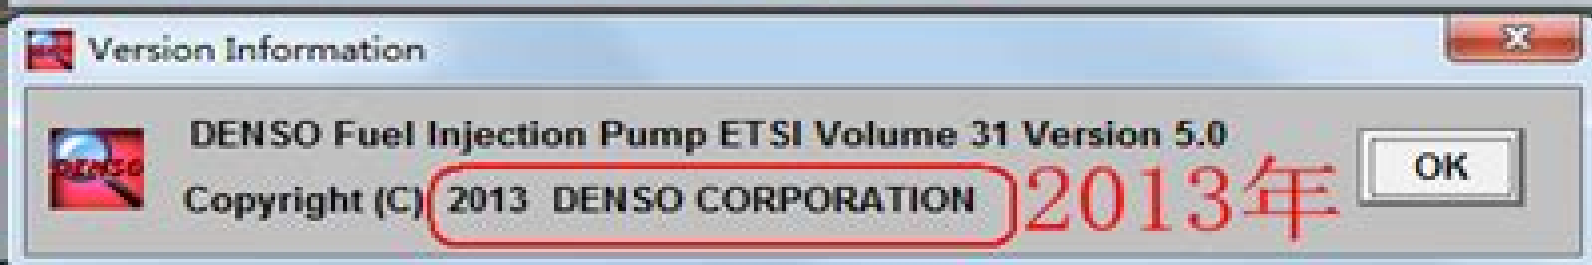 Version Information
DENSO Fuel Injection Pump ETSI Volume 31 Version 5.0
DENSO
Copyright (C) 2013 DENSO CORPORATION
2013年
OK